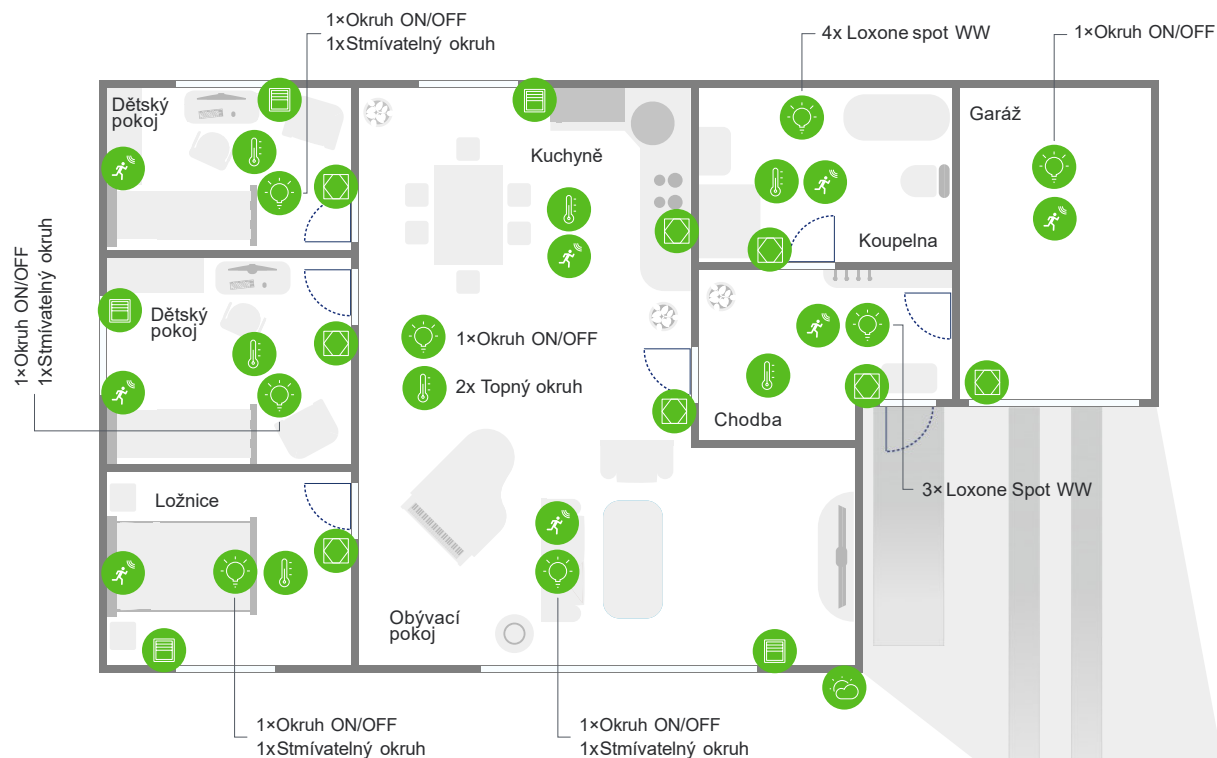 1×Okruh ON/OFF
1xStmívatelný okruh
4x Loxone spot WW
1×Okruh ON/OFF
Dětský
pokoj
Kuchyně
Garáž
Koupelna
1×Okruh ON/OFF
1xStmívatelný okruh
Dětský
pokoj
1×Okruh ON/OFF
2x Topný okruh
Chodba
3× Loxone Spot WW
Ložnice
Obývací
pokoj
1×Okruh ON/OFF
1xStmívatelný okruh
1×Okruh ON/OFF
1xStmívatelný okruh